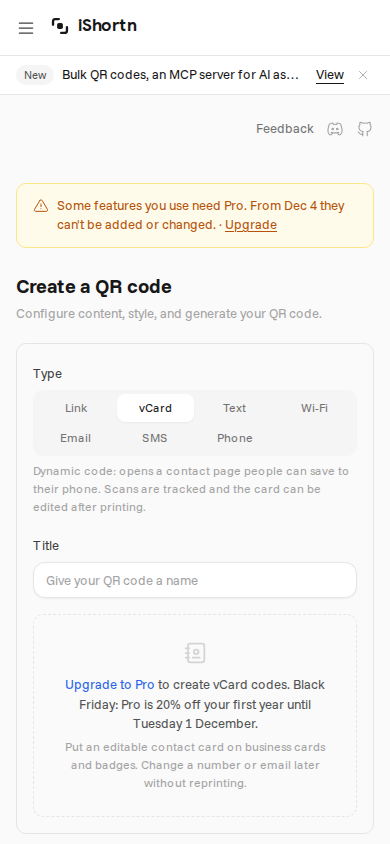 iShortn
New Bulk QR codes, an MCP server for AI as... View
Feedback
Some features you use need Pro. From Dec 4 they
can't be added or changed. · Upgrade
Create a QR code
Configure content, style, and generate your QR code.
Type
Link vCard Text Wi-Fi
Email SMS Phone
Dynamic code: opens a contact page people can save to
their phone. Scans are tracked and the card can be
edited after printing.
Title
Give your QR code a name
Upgrade to Pro to create vCard codes. Black
Friday: Pro is 20% off your first year until
Tuesday 1 December.
Put an editable contact card on business cards
and badges. Change a number or email later
without reprinting.